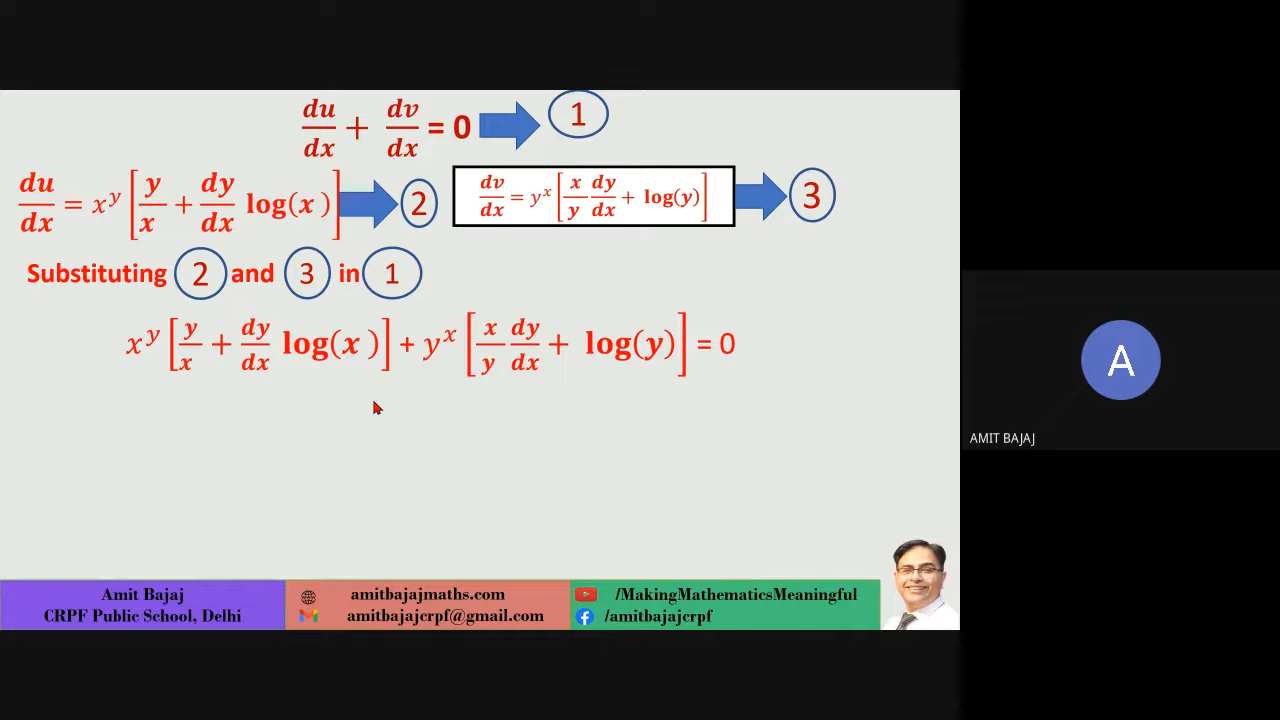 du/dx + dv/dx = 0 1
du/dx = x^y [y/x + dy/dx log(x)] 2
dv/dx = y^x [x/y dy/dx + log(y)] 3
Substituting 2 and 3 in 1
x^y [y/x + dy/dx log(x)] + y^x [x/y dy/dx + log(y)] = 0
A
AMIT BAJAJ
Amit Bajaj
CRPF Public School, Delhi
amitbajajmaths.com
amitbajajcrpf@gmail.com
/MakingMathematicsMeaningful
/amitbajajcrpf